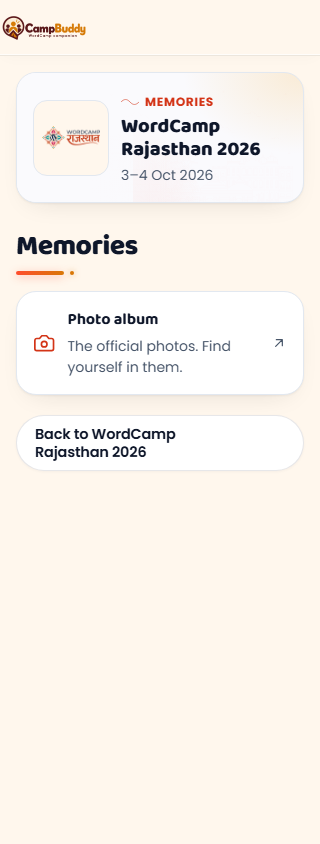 CampBuddy
WordCamp companion
MEMORIES
WORDCAMP
राजस्थान
WordCamp
Rajasthan 2026
3–4 Oct 2026
Memories
Photo album
The official photos. Find
yourself in them.
Back to WordCamp
Rajasthan 2026